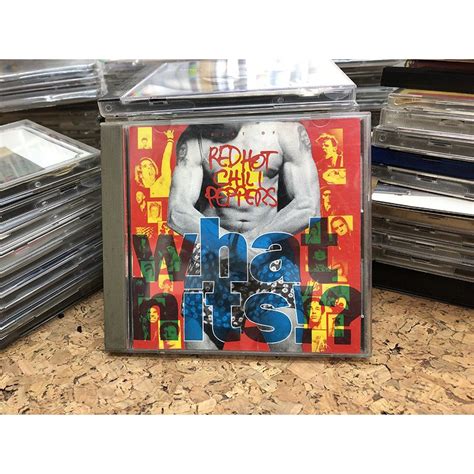 RED HOT
CHILI
PEPPERS
what
hits!?